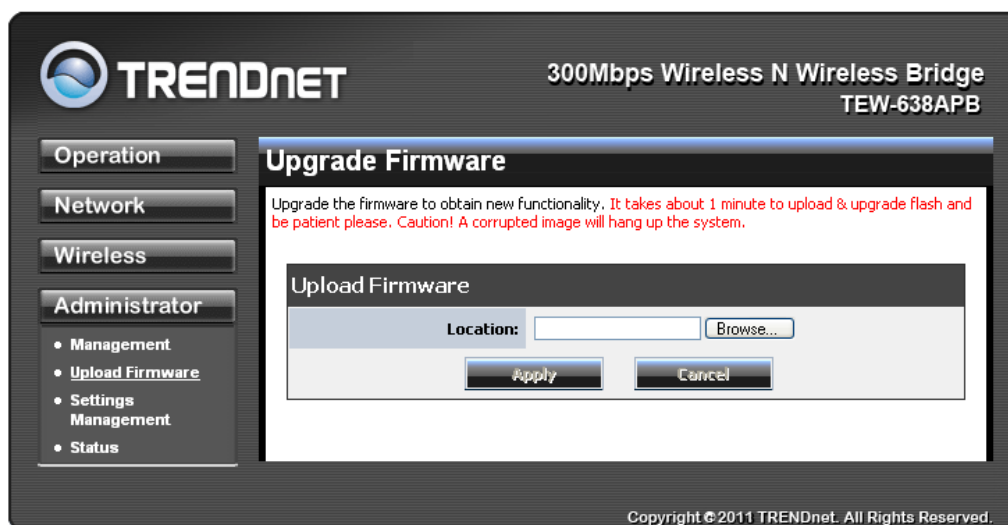 TRENDNET
300Mbps Wireless N Wireless Bridge
TEW-638APB
Operation
Network
Wireless
Administrator
• Management
• Upload Firmware
• Settings
Management
• Status
Upgrade Firmware
Upgrade the firmware to obtain new functionality. It takes about 1 minute to upload & upgrade flash and
be patient please. Caution! A corrupted image will hang up the system.
Upload Firmware
Location: Browse...
Apply Cancel
Copyright © 2011 TRENDnet. All Rights Reserved.